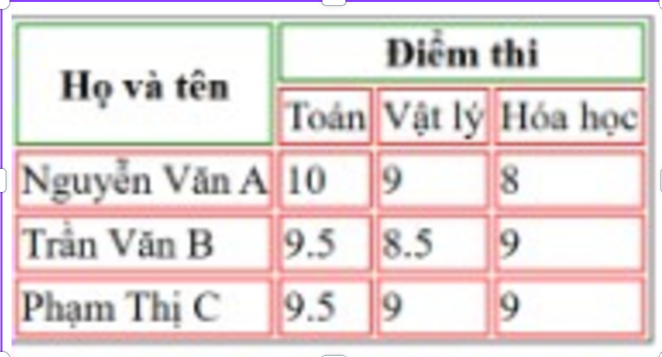 Họ và tên
Điểm thi
Toán Vật lý Hóa học
Nguyễn Văn A 10 9 8
Trần Văn B 9.5 8.5 9
Phạm Thị C 9.5 9 9